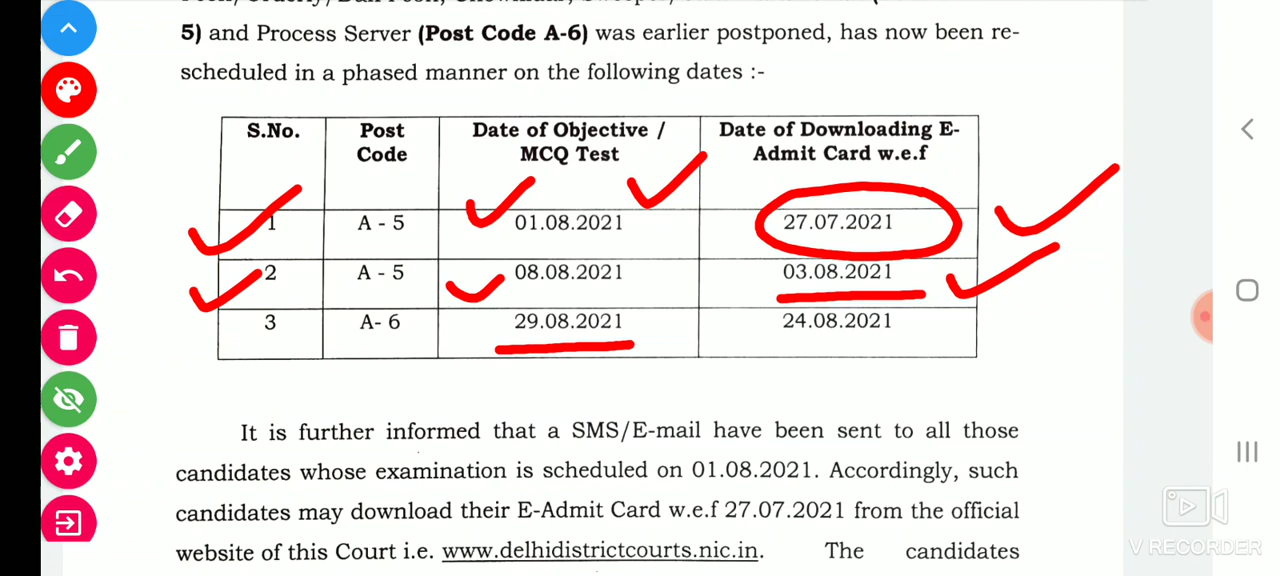 5) and Process Server (Post Code A-6) was earlier postponed, has now been re-
scheduled in a phased manner on the following dates :-
S.No. Post Code Date of Objective / MCQ Test Date of Downloading E-Admit Card w.e.f
1 A - 5 01.08.2021 27.07.2021
2 A - 5 08.08.2021 03.08.2021
3 A- 6 29.08.2021 24.08.2021
It is further informed that a SMS/E-mail have been sent to all those
candidates whose examination is scheduled on 01.08.2021. Accordingly, such
candidates may download their E-Admit Card w.e.f 27.07.2021 from the official
website of this Court i.e. www.delhidistrictcourts.nic.in. The candidates
V RECORDER